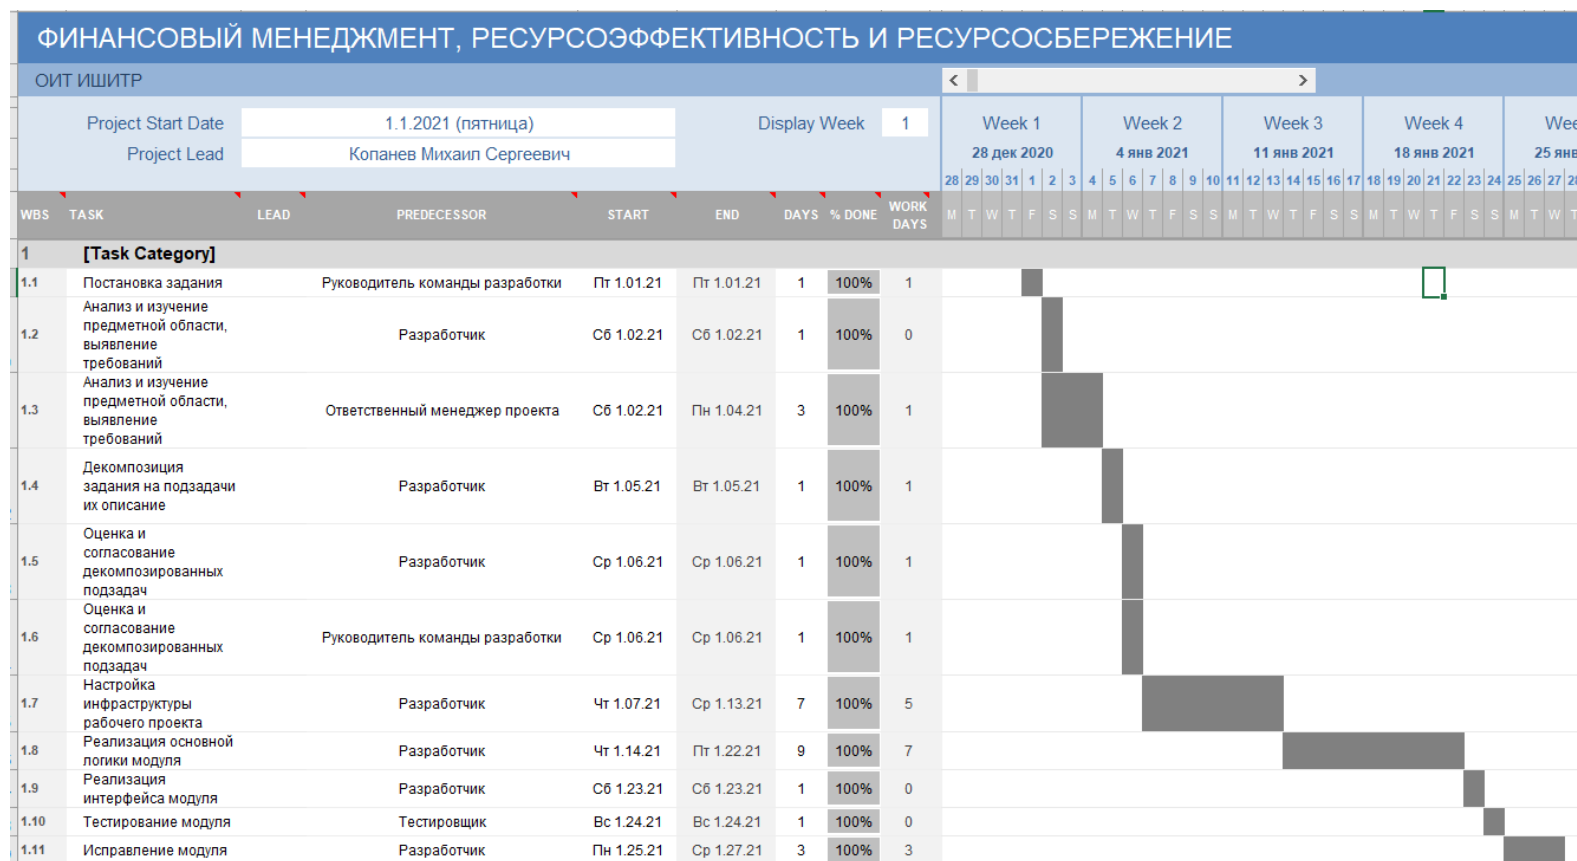 ФИНАНСОВЫЙ МЕНЕДЖМЕНТ, РЕСУРСОЭФФЕКТИВНОСТЬ И РЕСУРСОСБЕРЕЖЕНИЕ
ОИТ ИШИТР
Project Start Date 1.1.2021 (пятница) Display Week 1 Week 1 Week 2 Week 3 Week 4
Project Lead Копанев Михаил Сергеевич 28 дек 2020 4 янв 2021 11 янв 2021 18 янв 2021 25
28 29 30 31 1 2 3 4 5 6 7 8 9 10 11 12 13 14 15 16 17 18 19 20 21 22 23 24 25 26 27
WBS TASK LEAD PREDECESSOR START END DAYS % DONE WORK DAYS M T W T F S S M T W T F S S M T W T F S S M T W T F S S M T W
1 [Task Category]
1.1 Постановка задания Руководитель команды разработки Пт 1.01.21 Пт 1.01.21 1 100% 1
Анализ и изучение
предметной области,
1.2 выявление Разработчик Сб 1.02.21 Сб 1.02.21 1 100% 0
требований
Анализ и изучение
предметной области,
1.3 выявление Ответственный менеджер проекта Сб 1.02.21 Пн 1.04.21 3 100% 1
требований
Декомпозиция
1.4 задания на подзадачи Разработчик Вт 1.05.21 Вт 1.05.21 1 100% 1
их описание
Оценка и
согласование
1.5 декомпозированных Разработчик Ср 1.06.21 Ср 1.06.21 1 100% 1
подзадач
Оценка и
согласование
1.6 декомпозированных Руководитель команды разработки Ср 1.06.21 Ср 1.06.21 1 100% 1
подзадач
Настройка
1.7 инфраструктуры Разработчик Чт 1.07.21 Ср 1.13.21 7 100% 5
рабочего проекта
Реализация основной
1.8 логики модуля Разработчик Чт 1.14.21 Пт 1.22.21 9 100% 7
Реализация
1.9 интерфейса модуля Разработчик Сб 1.23.21 Сб 1.23.21 1 100% 0
1.10 Тестирование модуля Тестировщик Вс 1.24.21 Вс 1.24.21 1 100% 0
1.11 Исправление модуля Разработчик Пн 1.25.21 Ср 1.27.21 3 100% 3